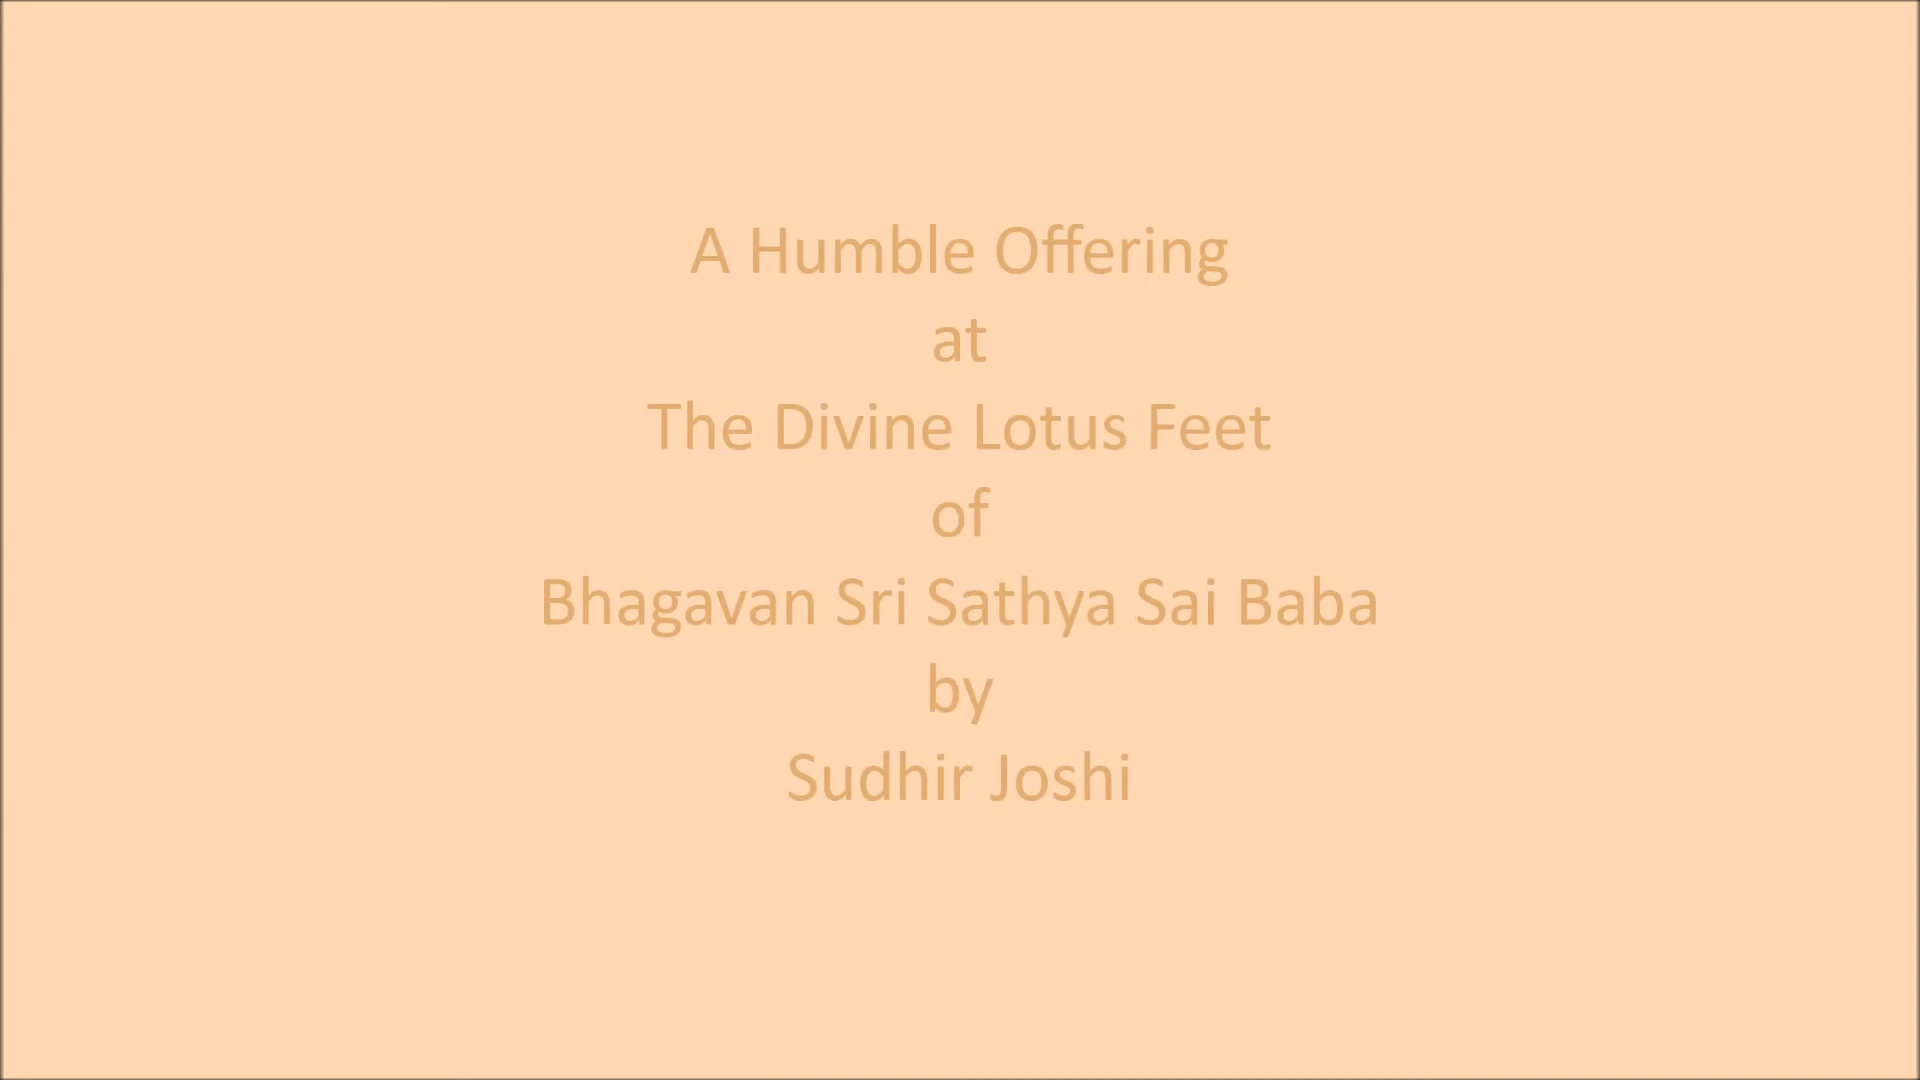 A Humble Offering
at
The Divine Lotus Feet
of
Bhagavan Sri Sathya Sai Baba
by
Sudhir Joshi